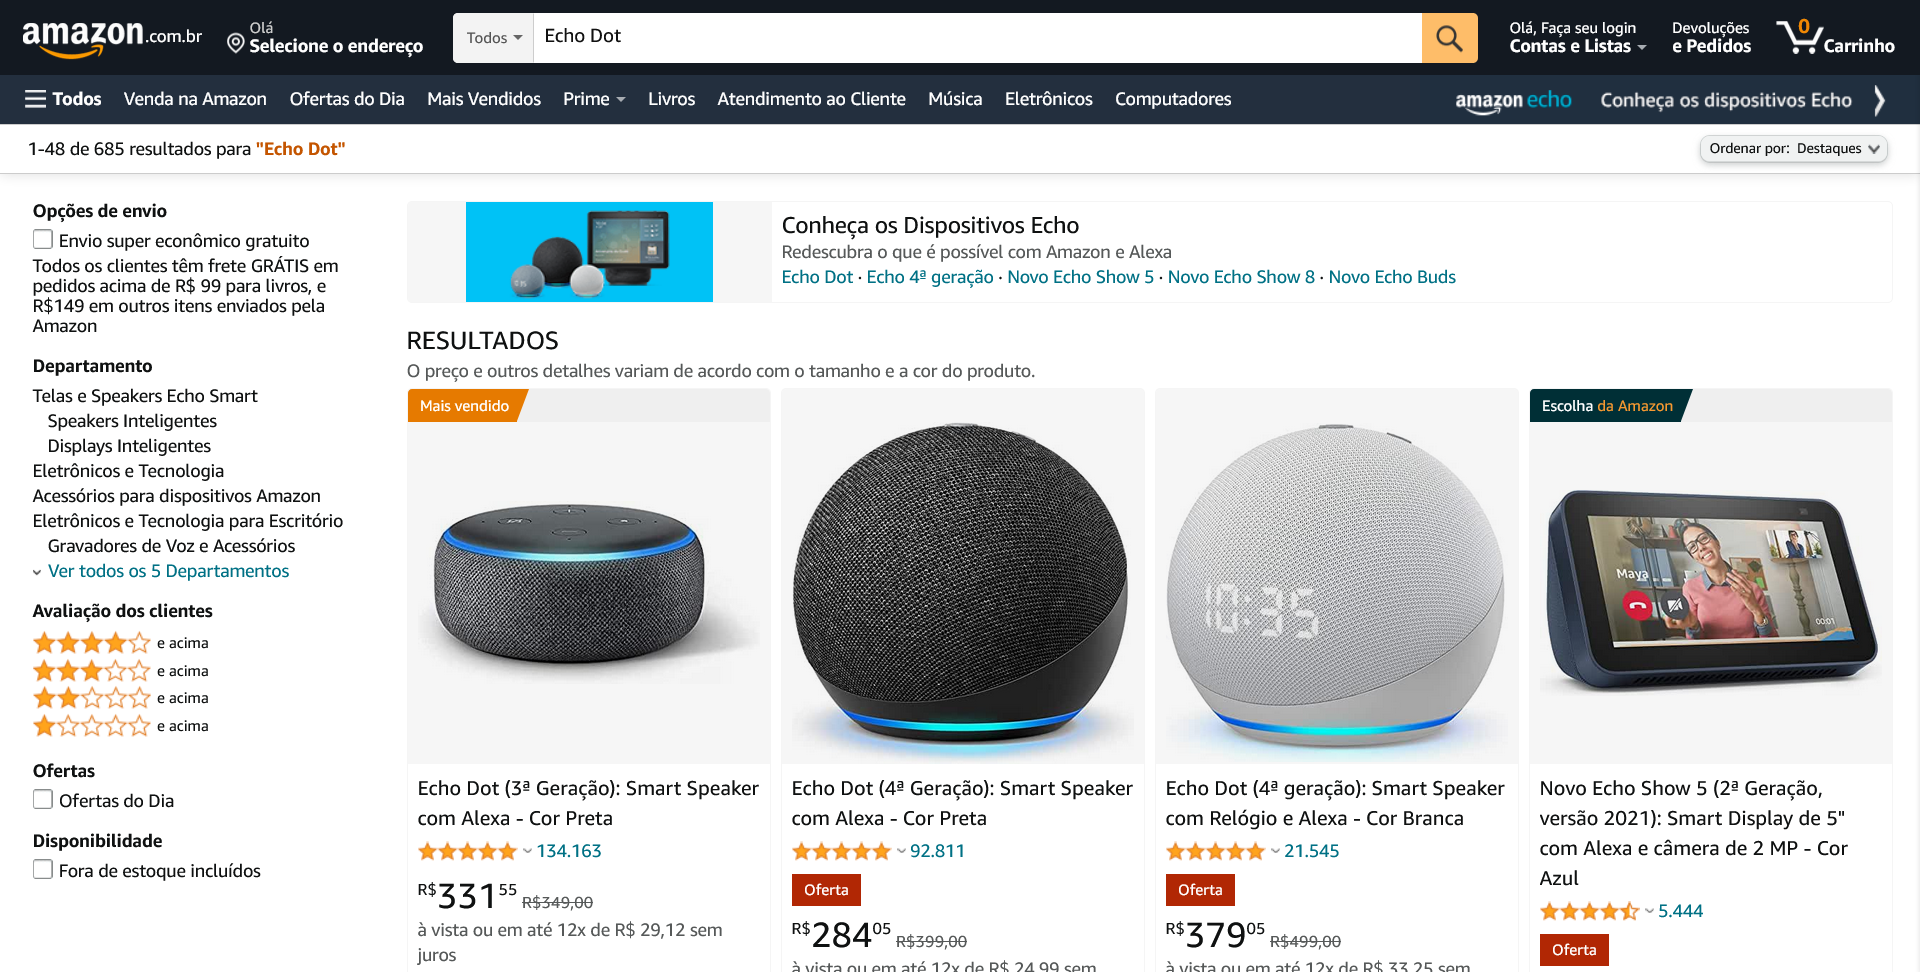 amazon.com.br
Olá
Selecione o endereço
Todos
Echo Dot
Olá, Faça seu login
Contas e Listas
Devoluções
e Pedidos
0
Carrinho
Todos
Venda na Amazon
Ofertas do Dia
Mais Vendidos
Prime
Livros
Atendimento ao Cliente
Música
Eletrônicos
Computadores
amazon echo
Conheça os dispositivos Echo
1-48 de 685 resultados para "Echo Dot"
Ordenar por: Destaques
Opções de envio
Envio super econômico gratuito
Todos os clientes têm frete GRÁTIS em
pedidos acima de R$ 99 para livros, e
R$149 em outros itens enviados pela
Amazon
Departamento
Telas e Speakers Echo Smart
Speakers Inteligentes
Displays Inteligentes
Eletrônicos e Tecnologia
Acessórios para dispositivos Amazon
Eletrônicos e Tecnologia para Escritório
Gravadores de Voz e Acessórios
Ver todos os 5 Departamentos
Avaliação dos clientes
e acima
e acima
e acima
e acima
Ofertas
Ofertas do Dia
Disponibilidade
Fora de estoque incluídos
Conheça os Dispositivos Echo
Redescubra o que é possível com Amazon e Alexa
Echo Dot · Echo 4ª geração · Novo Echo Show 5 · Novo Echo Show 8 · Novo Echo Buds
RESULTADOS
O preço e outros detalhes variam de acordo com o tamanho e a cor do produto.
Mais vendido
Echo Dot (3ª Geração): Smart Speaker
com Alexa - Cor Preta
134.163
R$33155 R$349,00
à vista ou em até 12x de R$ 29,12 sem
juros
Echo Dot (4ª Geração): Smart Speaker
com Alexa - Cor Preta
92.811
Oferta
R$28405 R$399,00
à vista ou em até 12x de R$ 24,99 sem
10:35
Echo Dot (4ª geração): Smart Speaker
com Relógio e Alexa - Cor Branca
21.545
Oferta
R$37905 R$499,00
à vista ou em até 12x de R$ 33,25 sem
Escolha da Amazon
Maya
00:01
Novo Echo Show 5 (2ª Geração,
versão 2021): Smart Display de 5"
com Alexa e câmera de 2 MP - Cor
Azul
5.444
Oferta